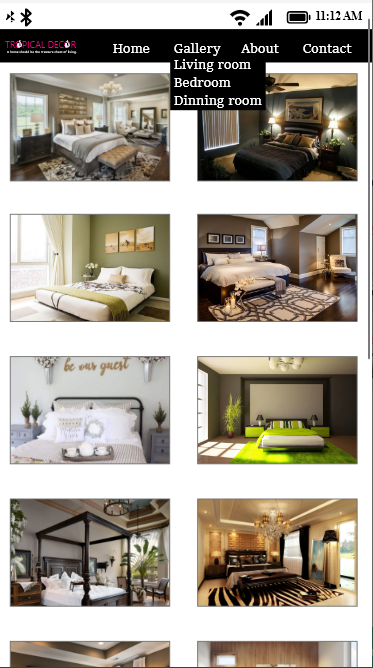 11:12 AM
TROPICAL DECOR
a home should be the treasure chest of living.
Home Gallery About Contact
Living room
Bedroom
Dinning room
be our guest